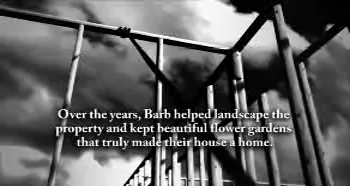 Over the years, Barb helped landscape the
property and kept beautiful flower gardens
that truly made their house a home.